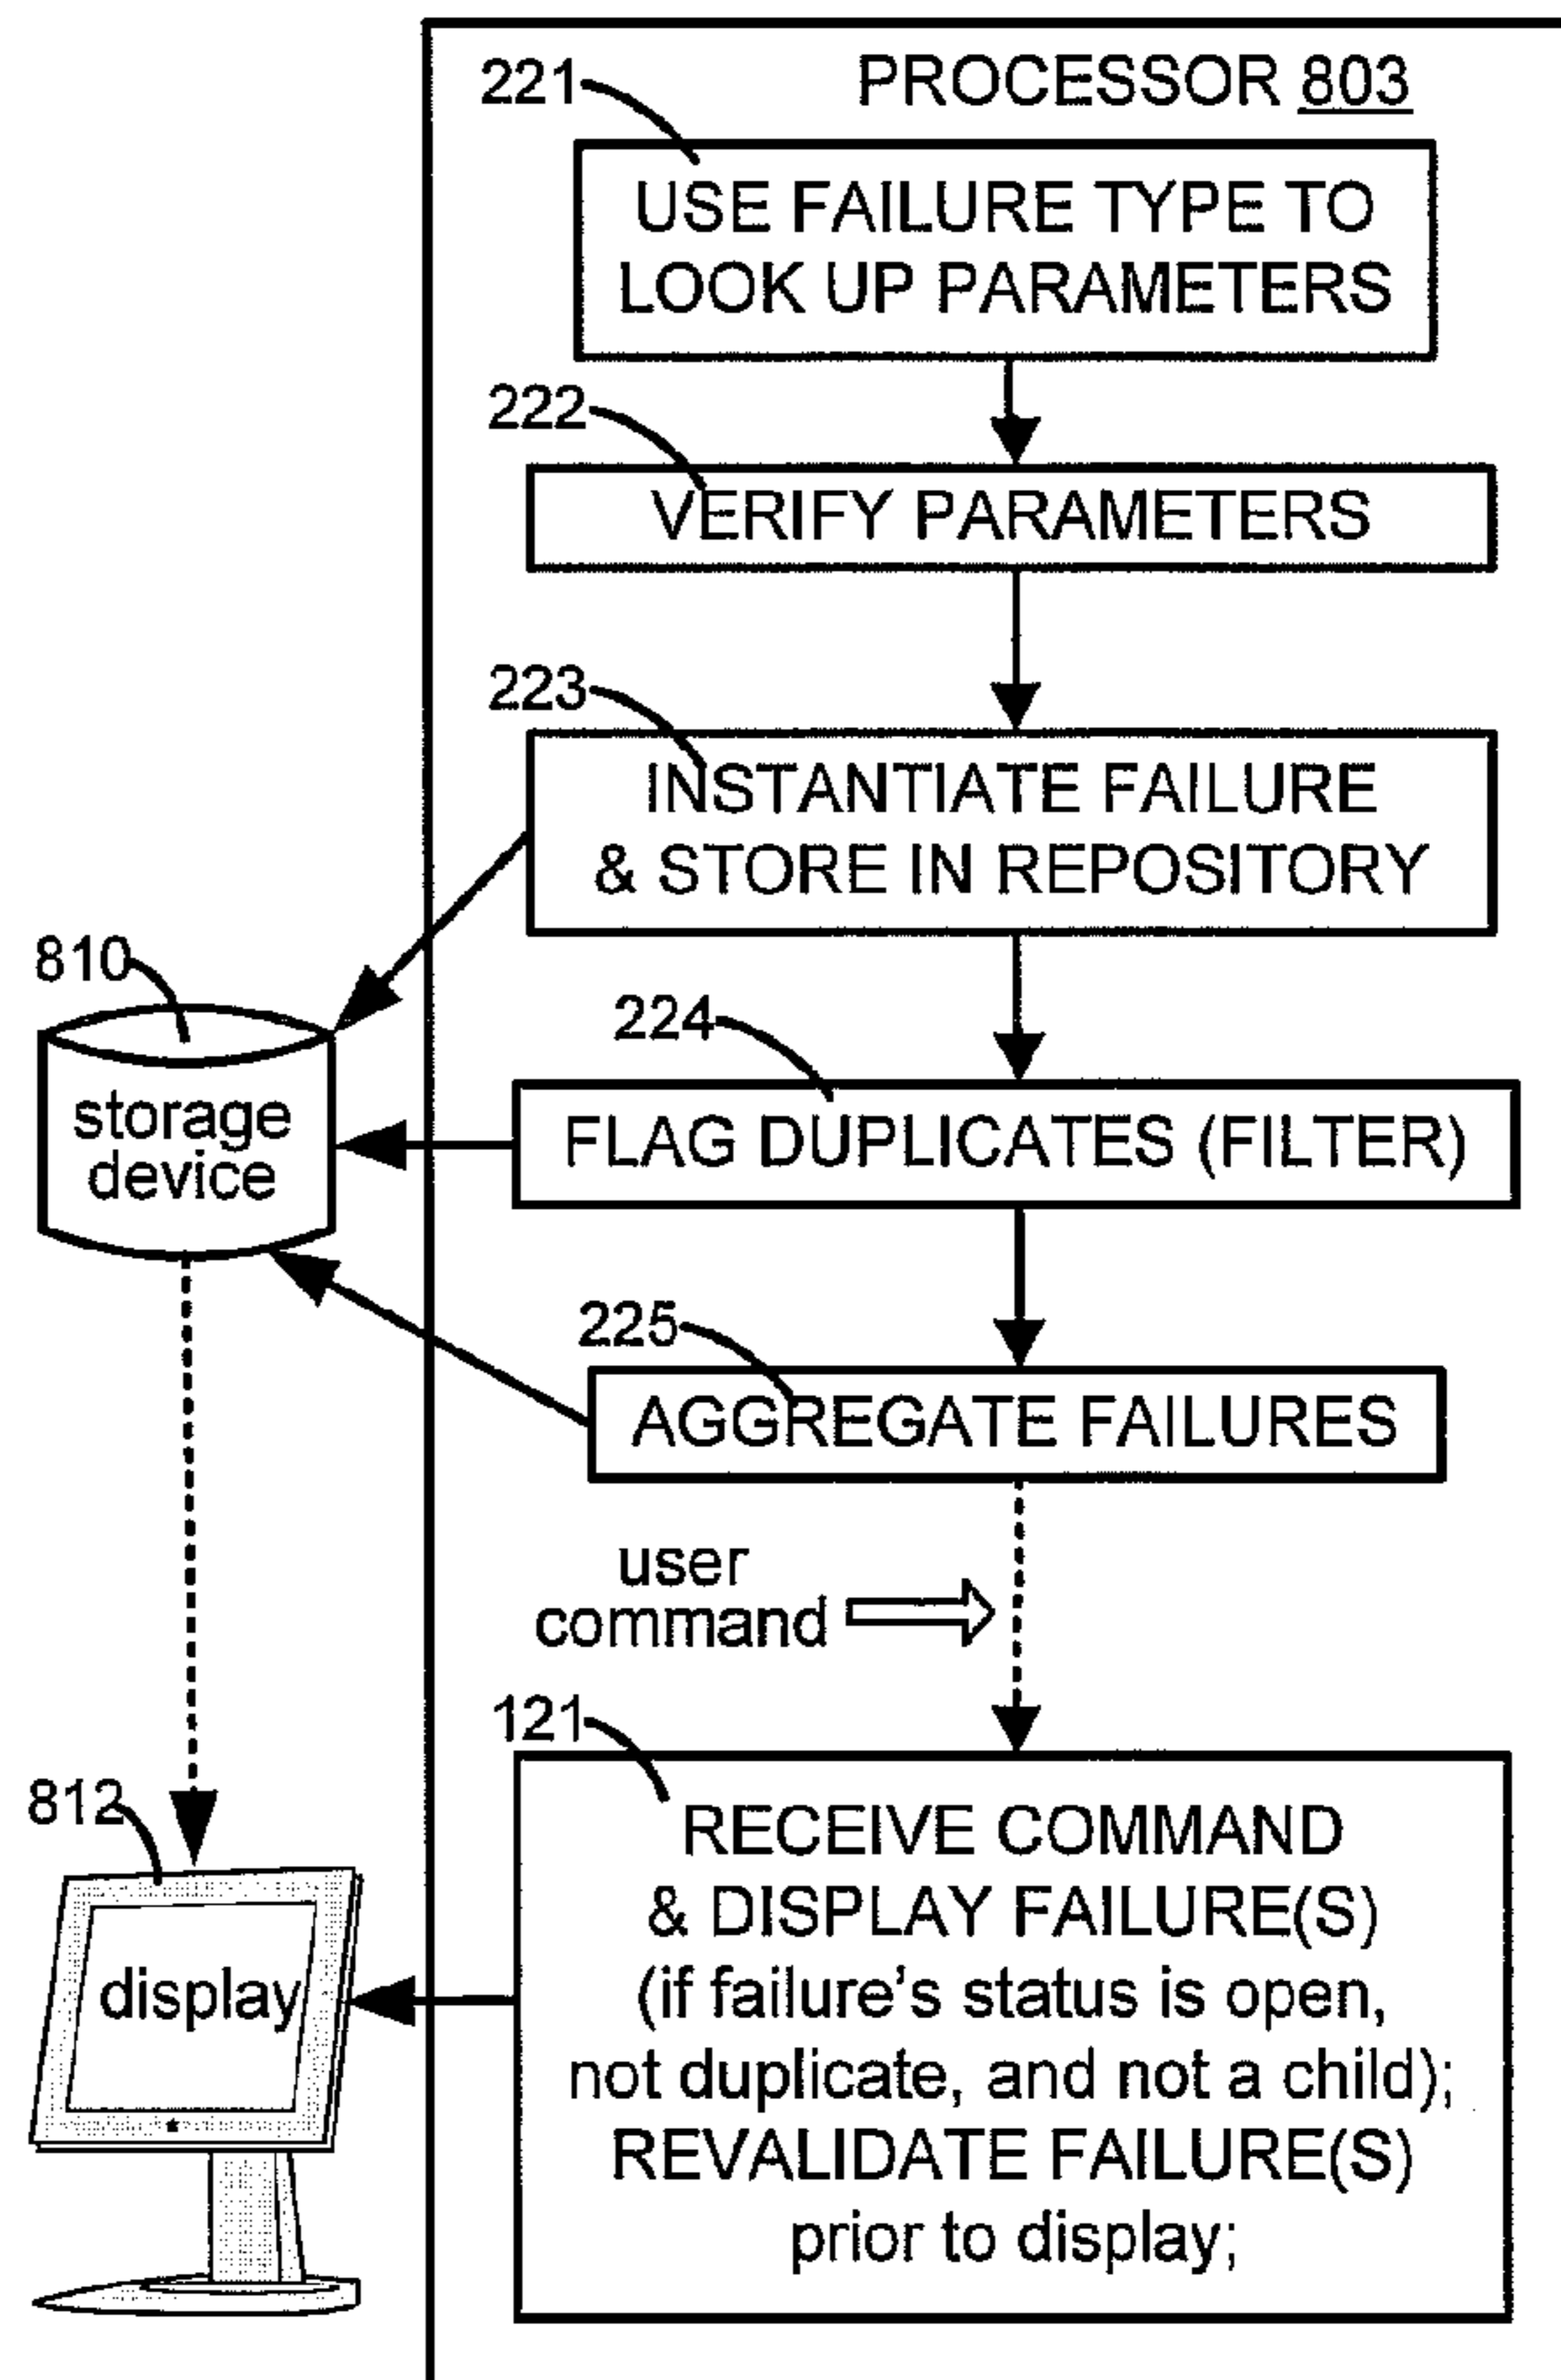 PROCESSOR 803
221
USE FAILURE TYPE TO
LOOK UP PARAMETERS
222
VERIFY PARAMETERS
223
INSTANTIATE FAILURE
& STORE IN REPOSITORY
810
storage
device
224
FLAG DUPLICATES (FILTER)
225
AGGREGATE FAILURES
user
command
121
RECEIVE COMMAND
& DISPLAY FAILURE(S)
(if failure's status is open,
not duplicate, and not a child);
REVALIDATE FAILURE(S)
prior to display;
812
display